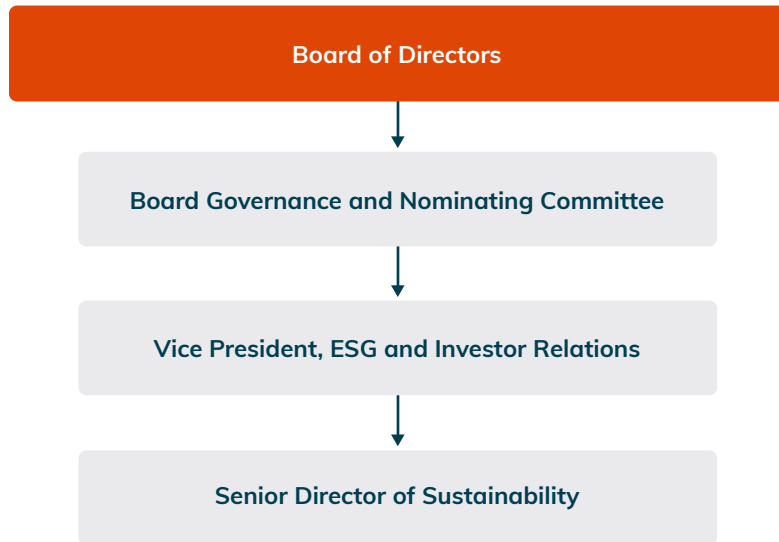 Board of Directors
Board Governance and Nominating Committee
Vice President, ESG and Investor Relations
Senior Director of Sustainability